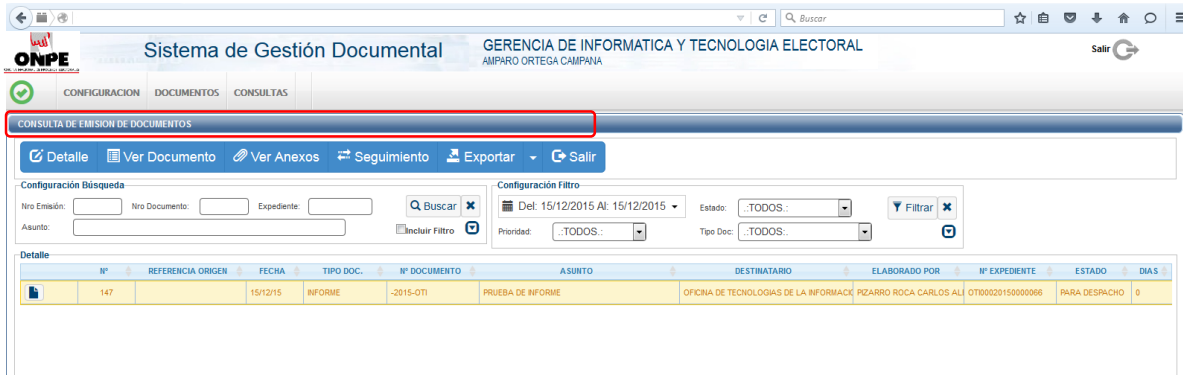 Buscar
ONPE
Sistema de Gestión Documental
GERENCIA DE INFORMATICA Y TECNOLOGIA ELECTORAL
AMPARO ORTEGA CAMPANA
Salir
CONFIGURACION DOCUMENTOS CONSULTAS
CONSULTA DE EMISION DE DOCUMENTOS
Detalle Ver Documento Ver Anexos Seguimiento Exportar Salir
Configuración Búsqueda
Nro Emisión: Nro Documento: Expediente: Buscar
Asunto: Incluir Filtro
Configuración Filtro
Del: 15/12/2015 Al: 15/12/2015 Estado: .:TODOS.: Filtrar
Prioridad: .:TODOS.: Tipo Doc: .:TODOS:.
Detalle
Nº REFERENCIA ORIGEN FECHA TIPO DOC. Nº DOCUMENTO ASUNTO DESTINATARIO ELABORADO POR Nº EXPEDIENTE ESTADO DIAS
147 15/12/15 INFORME -2015-OTI PRUEBA DE INFORME OFICINA DE TECNOLOGIAS DE LA INFORMACI PIZARRO ROCA CARLOS AL OTI00020150000066 PARA DESPACHO 0